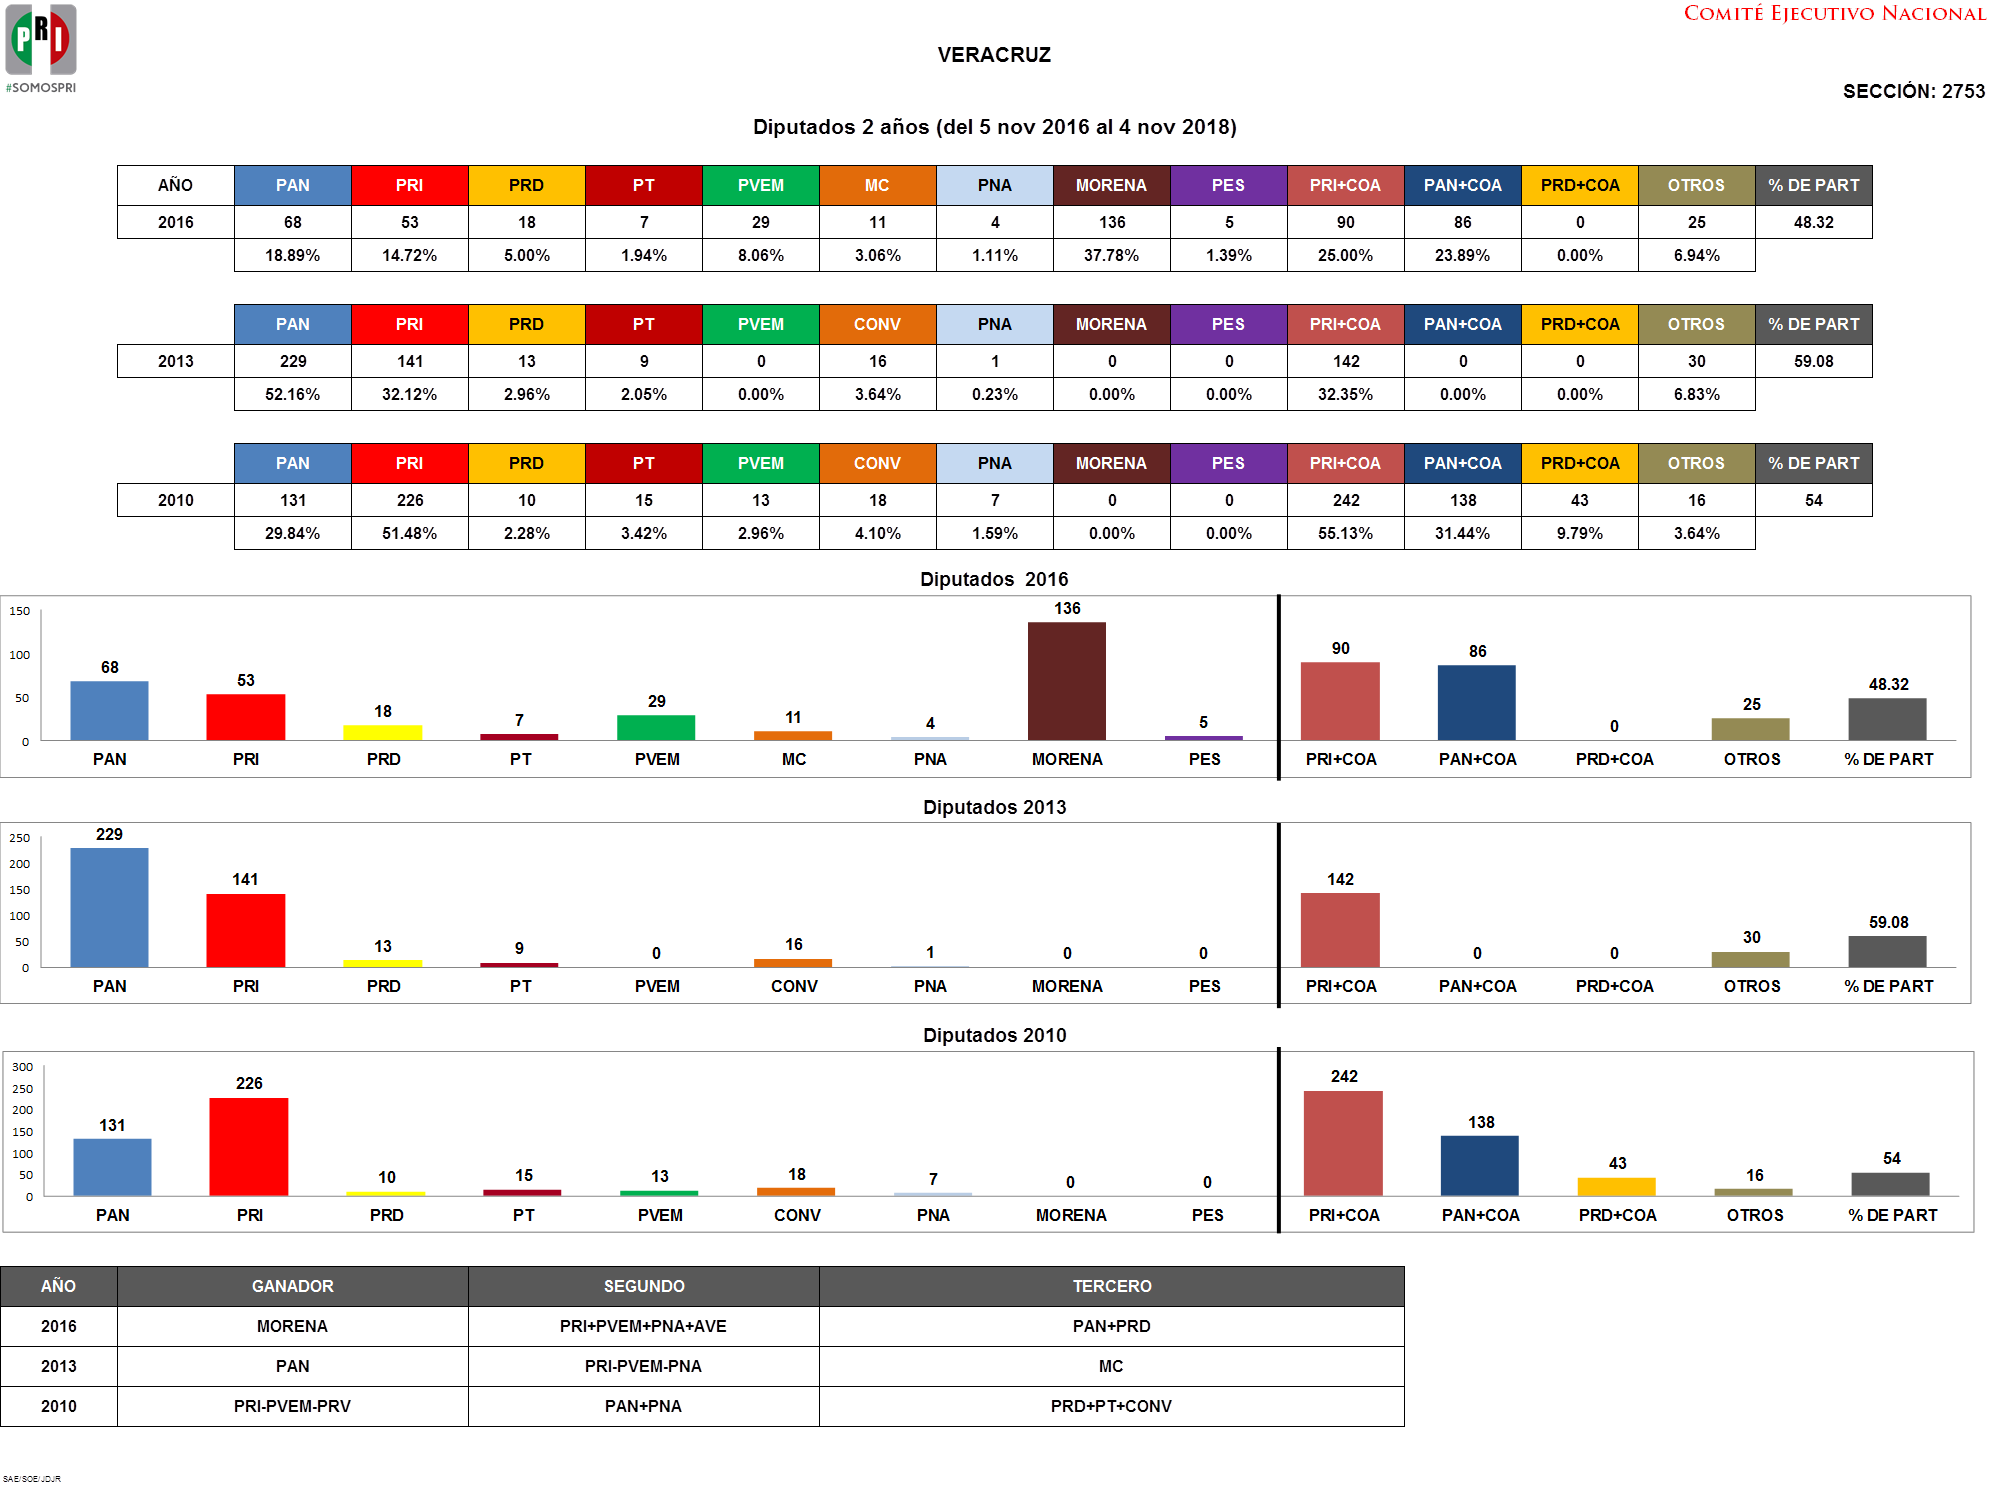 PRI
#SOMOSPRI
COMITÉ EJECUTIVO NACIONAL
VERACRUZ
SECCIÓN: 2753
Diputados 2 años (del 5 nov 2016 al 4 nov 2018)
AÑO PAN PRI PRD PT PVEM MC PNA MORENA PES PRI+COA PAN+COA PRD+COA OTROS % DE PART
2016 68 53 18 7 29 11 4 136 5 90 86 0 25 48.32
18.89% 14.72% 5.00% 1.94% 8.06% 3.06% 1.11% 37.78% 1.39% 25.00% 23.89% 0.00% 6.94%
PAN PRI PRD PT PVEM CONV PNA MORENA PES PRI+COA PAN+COA PRD+COA OTROS % DE PART
2013 229 141 13 9 0 16 1 0 0 142 0 0 30 59.08
52.16% 32.12% 2.96% 2.05% 0.00% 3.64% 0.23% 0.00% 0.00% 32.35% 0.00% 0.00% 6.83%
PAN PRI PRD PT PVEM CONV PNA MORENA PES PRI+COA PAN+COA PRD+COA OTROS % DE PART
2010 131 226 10 15 13 18 7 0 0 242 138 43 16 54
29.84% 51.48% 2.28% 3.42% 2.96% 4.10% 1.59% 0.00% 0.00% 55.13% 31.44% 9.79% 3.64%
Diputados 2016
150
100
50
0
68 53 18 7 29 11 4 136 5 90 86 0 25 48.32
PAN PRI PRD PT PVEM MC PNA MORENA PES PRI+COA PAN+COA PRD+COA OTROS % DE PART
Diputados 2013
250
200
150
100
50
0
229 141 13 9 0 16 1 0 0 142 0 0 30 59.08
PAN PRI PRD PT PVEM CONV PNA MORENA PES PRI+COA PAN+COA PRD+COA OTROS % DE PART
Diputados 2010
300
250
200
150
100
50
0
131 226 10 15 13 18 7 0 0 242 138 43 16 54
PAN PRI PRD PT PVEM CONV PNA MORENA PES PRI+COA PAN+COA PRD+COA OTROS % DE PART
AÑO GANADOR SEGUNDO TERCERO
2016 MORENA PRI+PVEM+PNA+AVE PAN+PRD
2013 PAN PRI-PVEM-PNA MC
2010 PRI-PVEM-PRV PAN+PNA PRD+PT+CONV
SAE/SOE/JDJR